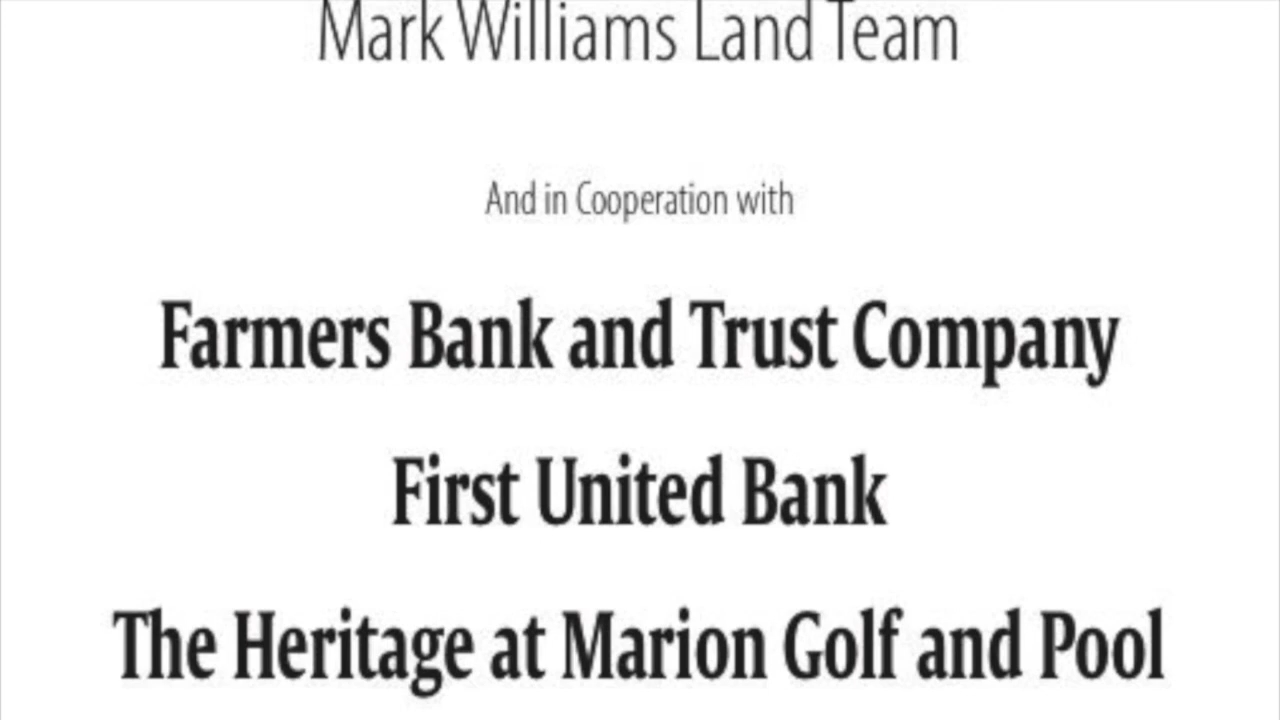 Mark Williams Land Team
And in Cooperation with
Farmers Bank and Trust Company
First United Bank
The Heritage at Marion Golf and Pool